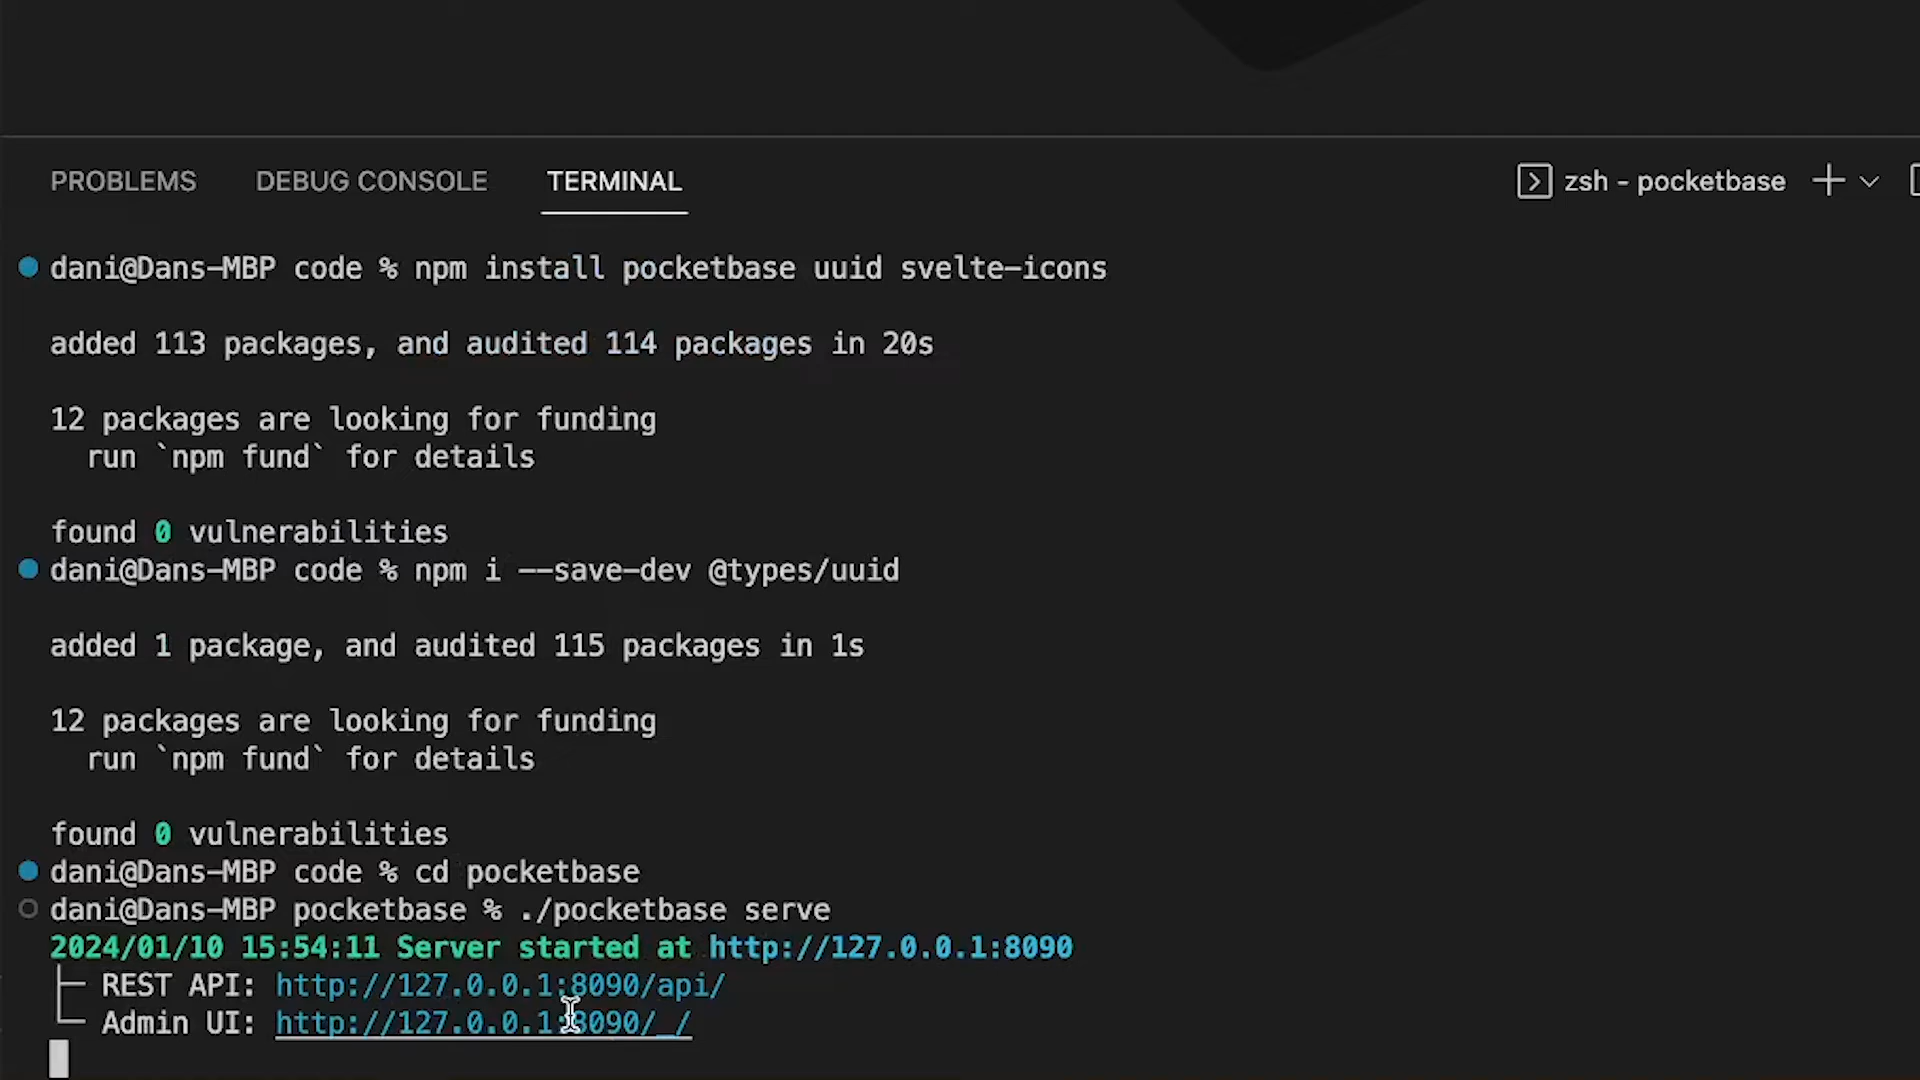 PROBLEMS DEBUG CONSOLE TERMINAL zsh - pocketbase
dani@Dans-MBP code % npm install pocketbase uuid svelte-icons
added 113 packages, and audited 114 packages in 20s
12 packages are looking for funding
run `npm fund` for details
found 0 vulnerabilities
dani@Dans-MBP code % npm i --save-dev @types/uuid
added 1 package, and audited 115 packages in 1s
12 packages are looking for funding
run `npm fund` for details
found 0 vulnerabilities
dani@Dans-MBP code % cd pocketbase
dani@Dans-MBP pocketbase % ./pocketbase serve
2024/01/10 15:54:11 Server started at http://127.0.0.1:8090
├─ REST API: http://127.0.0.1:8090/api/
└─ Admin UI: http://127.0.0.1:8090/_/